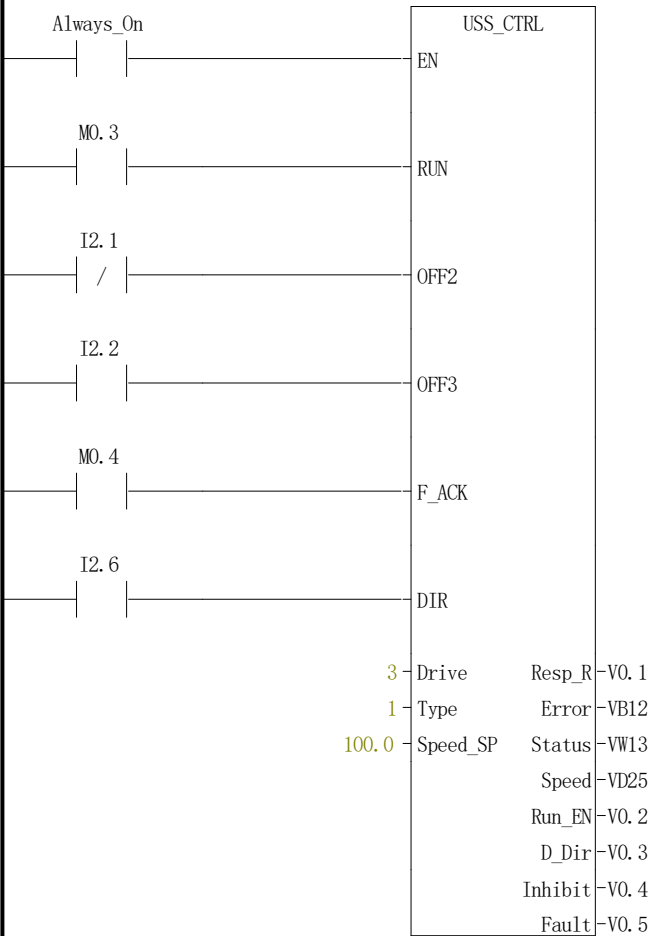 Always_On
USS_CTRL
EN
M0.3
RUN
I2.1
/
OFF2
I2.2
OFF3
M0.4
F_ACK
I2.6
DIR
3 Drive Resp_R V0.1
1 Type Error VB12
100.0 Speed_SP Status VW13
Speed VD25
Run_EN V0.2
D_Dir V0.3
Inhibit V0.4
Fault V0.5